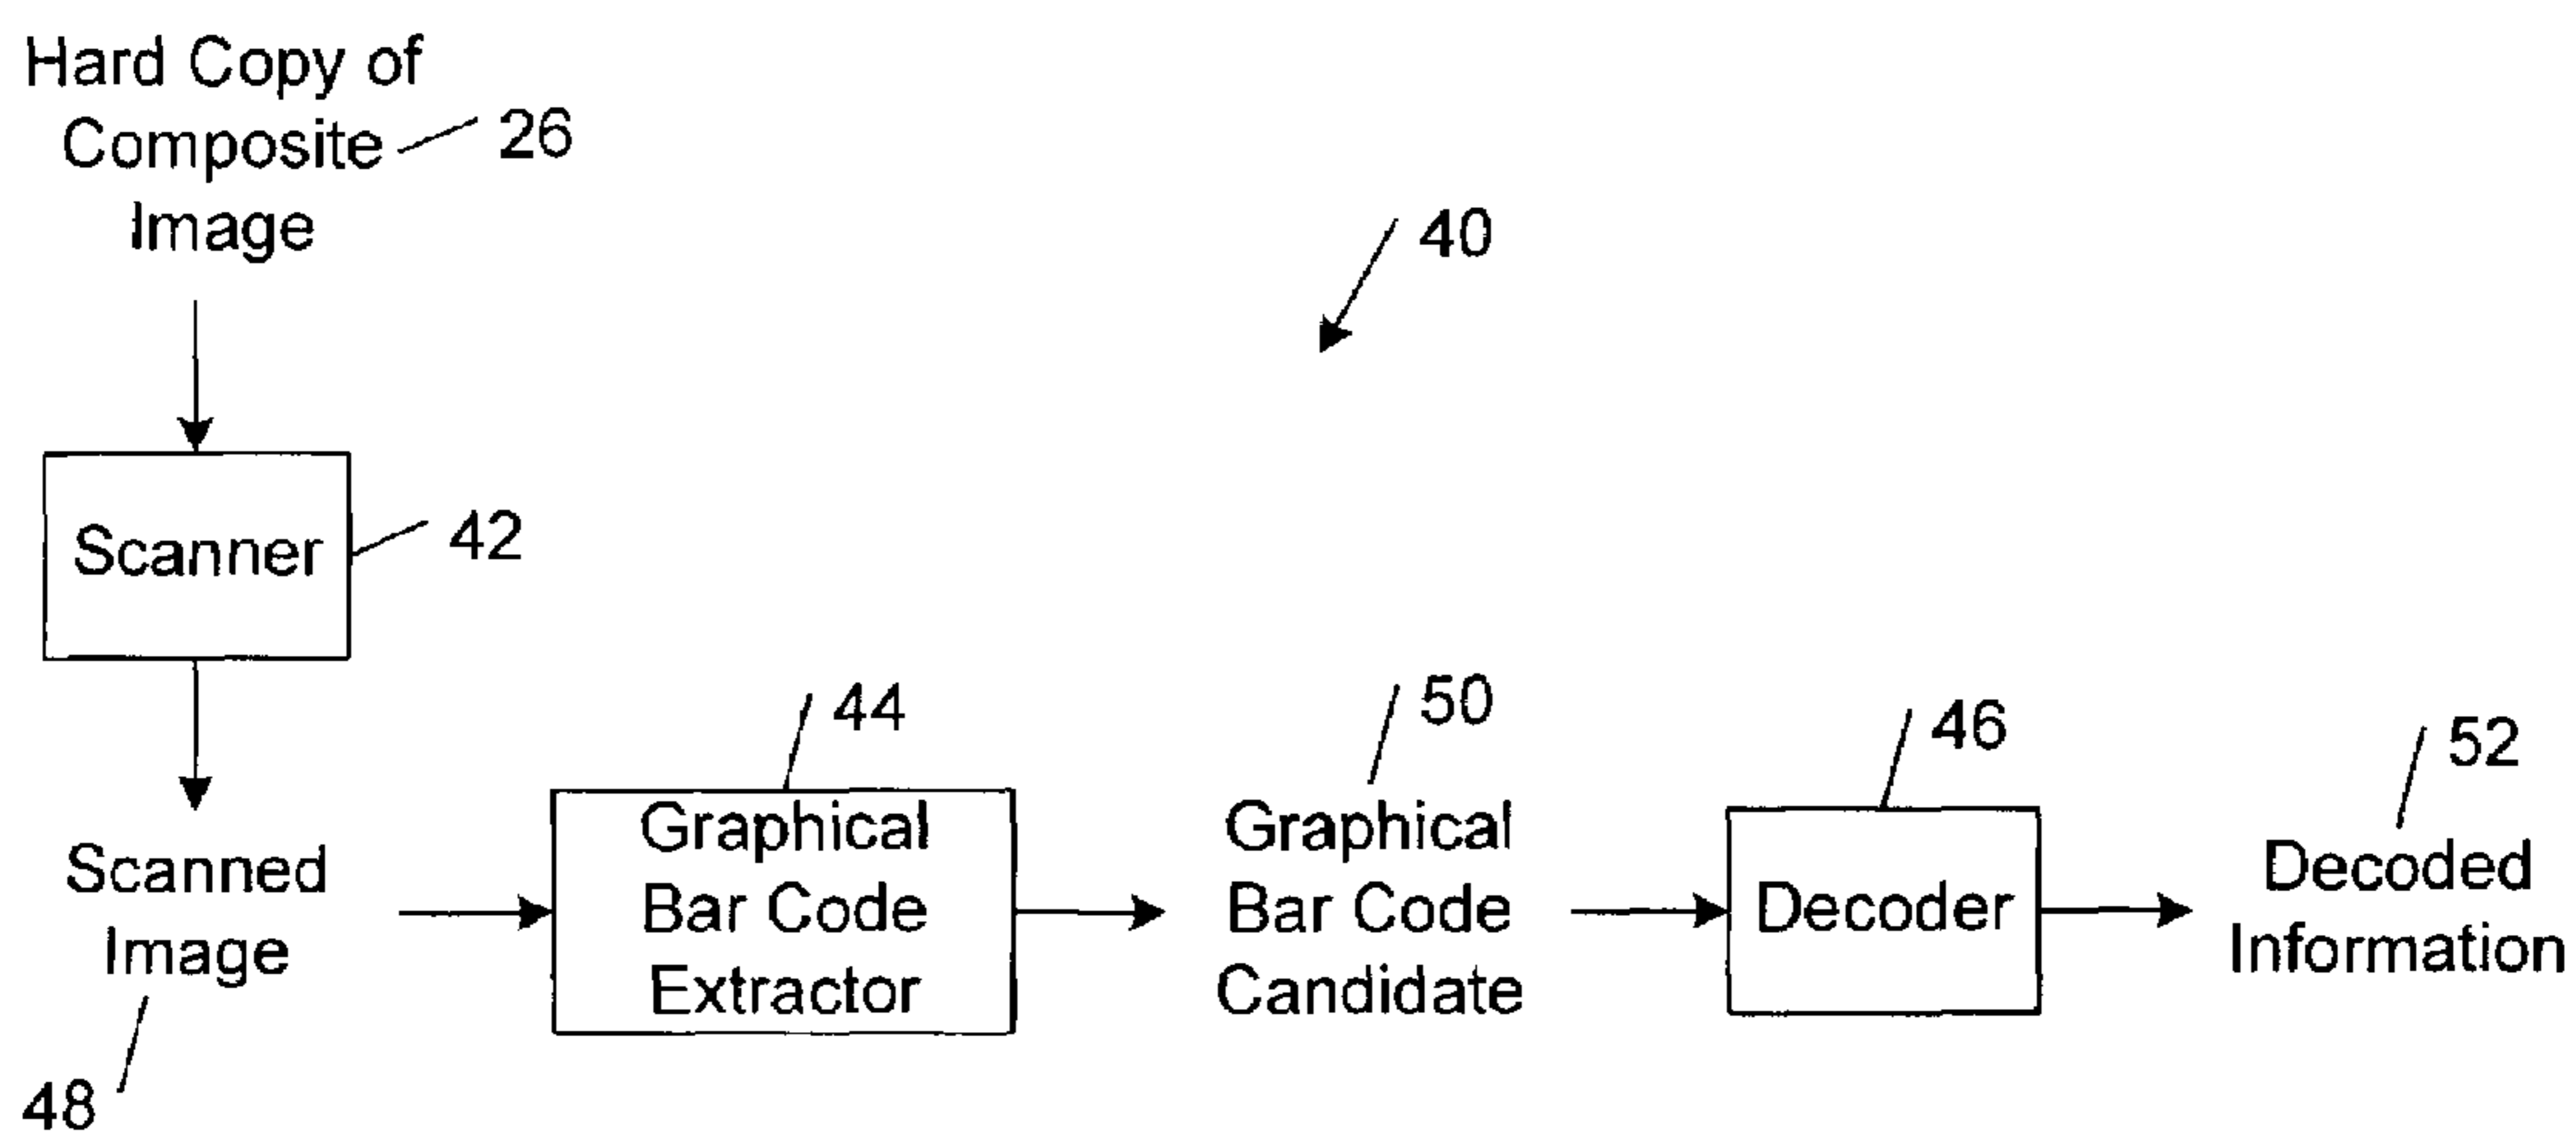 Hard Copy of
Composite
Image
26
40
Scanner
42
Scanned
Image
48
44
Graphical
Bar Code
Extractor
50
Graphical
Bar Code
Candidate
46
Decoder
52
Decoded
Information